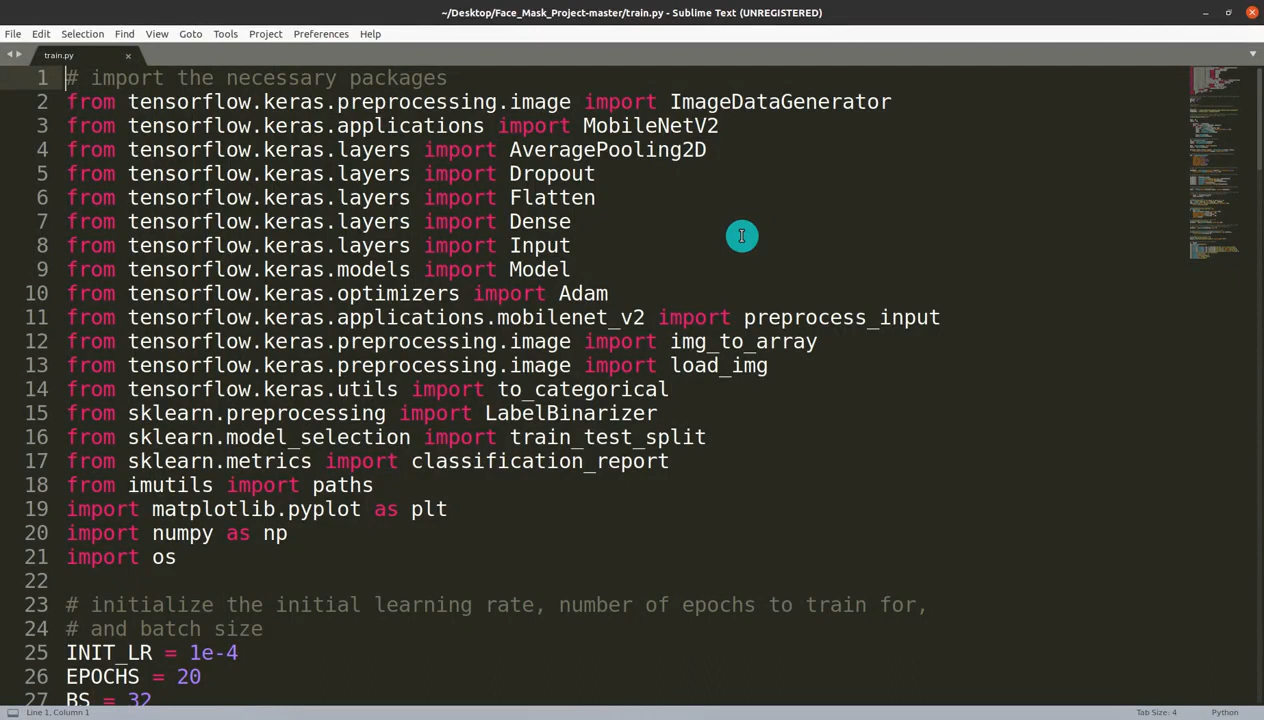 ~/Desktop/Face_Mask_Project-master/train.py - Sublime Text (UNREGISTERED)
File Edit Selection Find View Goto Tools Project Preferences Help
train.py
1 # import the necessary packages
2 from tensorflow.keras.preprocessing.image import ImageDataGenerator
3 from tensorflow.keras.applications import MobileNetV2
4 from tensorflow.keras.layers import AveragePooling2D
5 from tensorflow.keras.layers import Dropout
6 from tensorflow.keras.layers import Flatten
7 from tensorflow.keras.layers import Dense
8 from tensorflow.keras.layers import Input
9 from tensorflow.keras.models import Model
10 from tensorflow.keras.optimizers import Adam
11 from tensorflow.keras.applications.mobilenet_v2 import preprocess_input
12 from tensorflow.keras.preprocessing.image import img_to_array
13 from tensorflow.keras.preprocessing.image import load_img
14 from tensorflow.keras.utils import to_categorical
15 from sklearn.preprocessing import LabelBinarizer
16 from sklearn.model_selection import train_test_split
17 from sklearn.metrics import classification_report
18 from imutils import paths
19 import matplotlib.pyplot as plt
20 import numpy as np
21 import os
22
23 # initialize the initial learning rate, number of epochs to train for,
24 # and batch size
25 INIT_LR = 1e-4
26 EPOCHS = 20
27 BS = 32
Line 1, Column 1 Tab Size: 4 Python